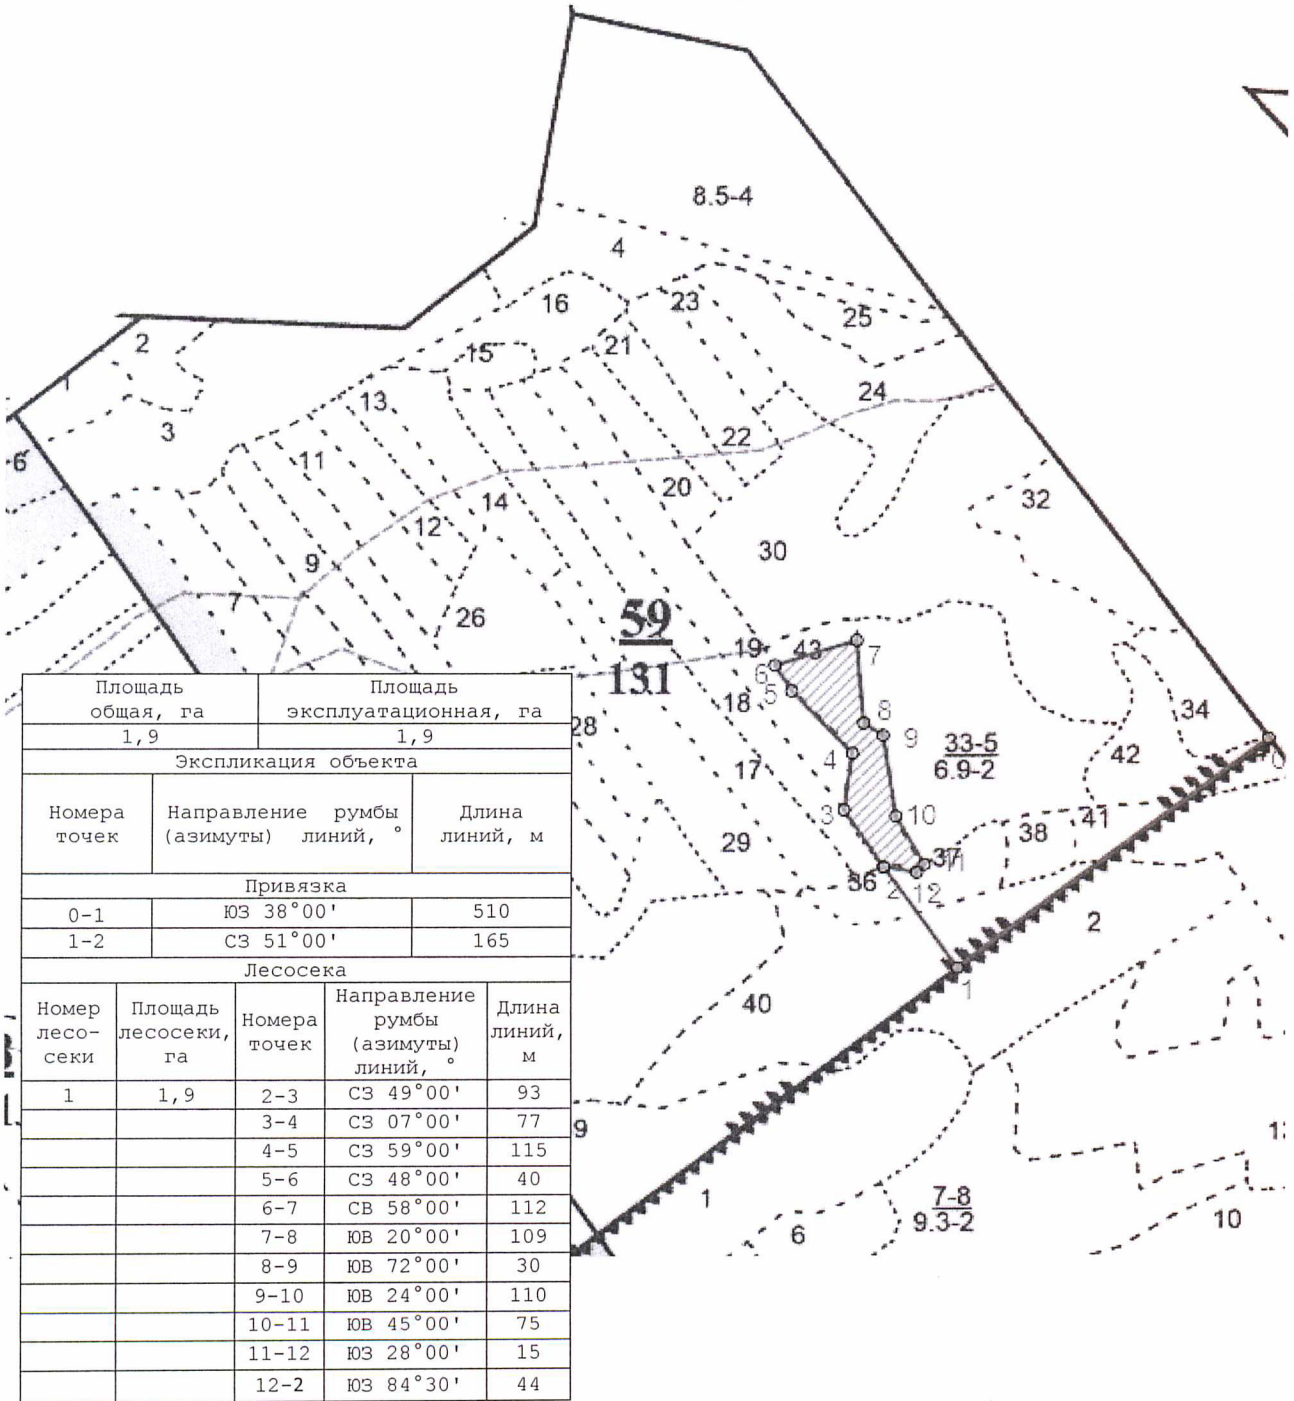 8.5-4
4
16
23
25
2
15
21
1
13
24
3
11
22
6
20
14
32
12
30
9
7
26
59
131
19
43
7
6
5
18
34
28
8
9
33-5
6.9-2
42
0
4
17
3
10
41
38
29
37
11
36
2
12
2
1
40
9
1
7-8
9.3-2
6
10
Площадь общая, га
Площадь эксплуатационная, га
1,9 1,9
Экспликация объекта
Номера точек
Направление румбы (азимуты) линий, °
Длина линий, м
Привязка
0-1 ЮЗ 38°00' 510
1-2 СЗ 51°00' 165
Лесосека
Номер лесо-секи
Площадь лесосеки, га
Номера точек
Направление румбы (азимуты) линий, °
Длина линий, м
1 1,9 2-3 СЗ 49°00' 93
3-4 СЗ 07°00' 77
4-5 СЗ 59°00' 115
5-6 СЗ 48°00' 40
6-7 СВ 58°00' 112
7-8 ЮВ 20°00' 109
8-9 ЮВ 72°00' 30
9-10 ЮВ 24°00' 110
10-11 ЮВ 45°00' 75
11-12 ЮЗ 28°00' 15
12-2 ЮЗ 84°30' 44